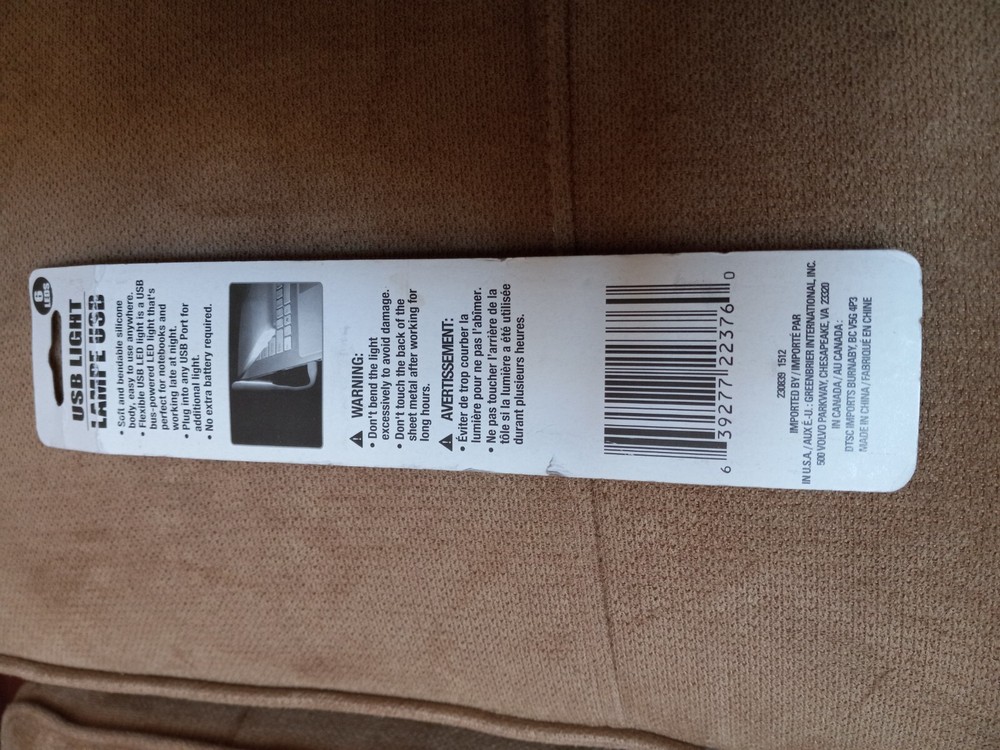 6
LEDS
USB LIGHT
LAMPE USB
• Soft and bendable silicone
body, easy to use anywhere.
• Flexible USB LED light is a USB
bus-powered LED light that's
perfect for notebooks and
working late at night.
• Plug into any USB Port for
additional light.
• No extra battery required.
WARNING:
• Don't bend the light
excessively to avoid damage.
• Don't touch the back of the
sheet metal after working for
long hours.
AVERTISSEMENT:
• Éviter de trop courber la
lumière pour ne pas l'abîmer.
• Ne pas toucher l'arrière de la
tôle si la lumière a été utilisée
durant plusieurs heures.
6 39277 22376 0
230839 1512
IMPORTED BY / IMPORTÉ PAR
IN U.S.A. / AUX É.-U.: GREENBRIER INTERNATIONAL, INC.
500 VOLVO PARKWAY, CHESAPEAKE, VA 23320
IN CANADA / AU CANADA:
DTSC IMPORTS BURNABY, BC V5G 4P3
MADE IN CHINA / FABRIQUÉ EN CHINE